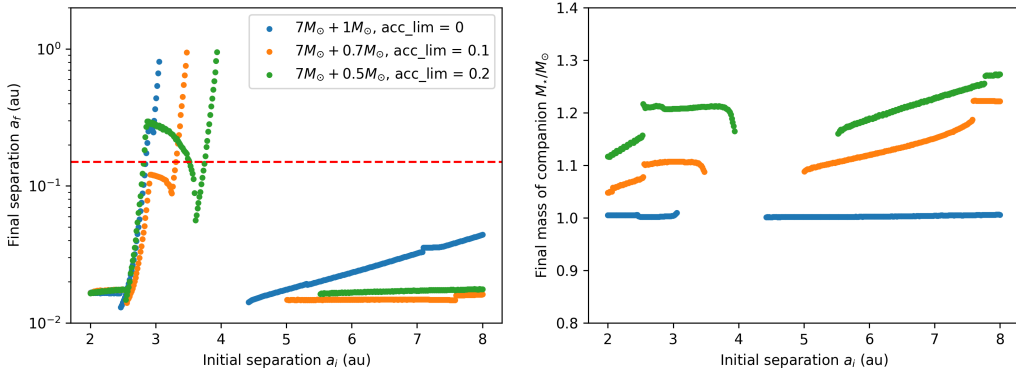 10⁰
10⁻¹
10⁻²
Final separation a_f (au)
7M⊙ + 1M⊙, acc_lim = 0
7M⊙ + 0.7M⊙, acc_lim = 0.1
7M⊙ + 0.5M⊙, acc_lim = 0.2
2 3 4 5 6 7 8
Initial separation a_i (au)
1.4
1.3
1.2
1.1
1.0
0.9
0.8
Final mass of companion M⋆/M⊙
2 3 4 5 6 7 8
Initial separation a_i (au)